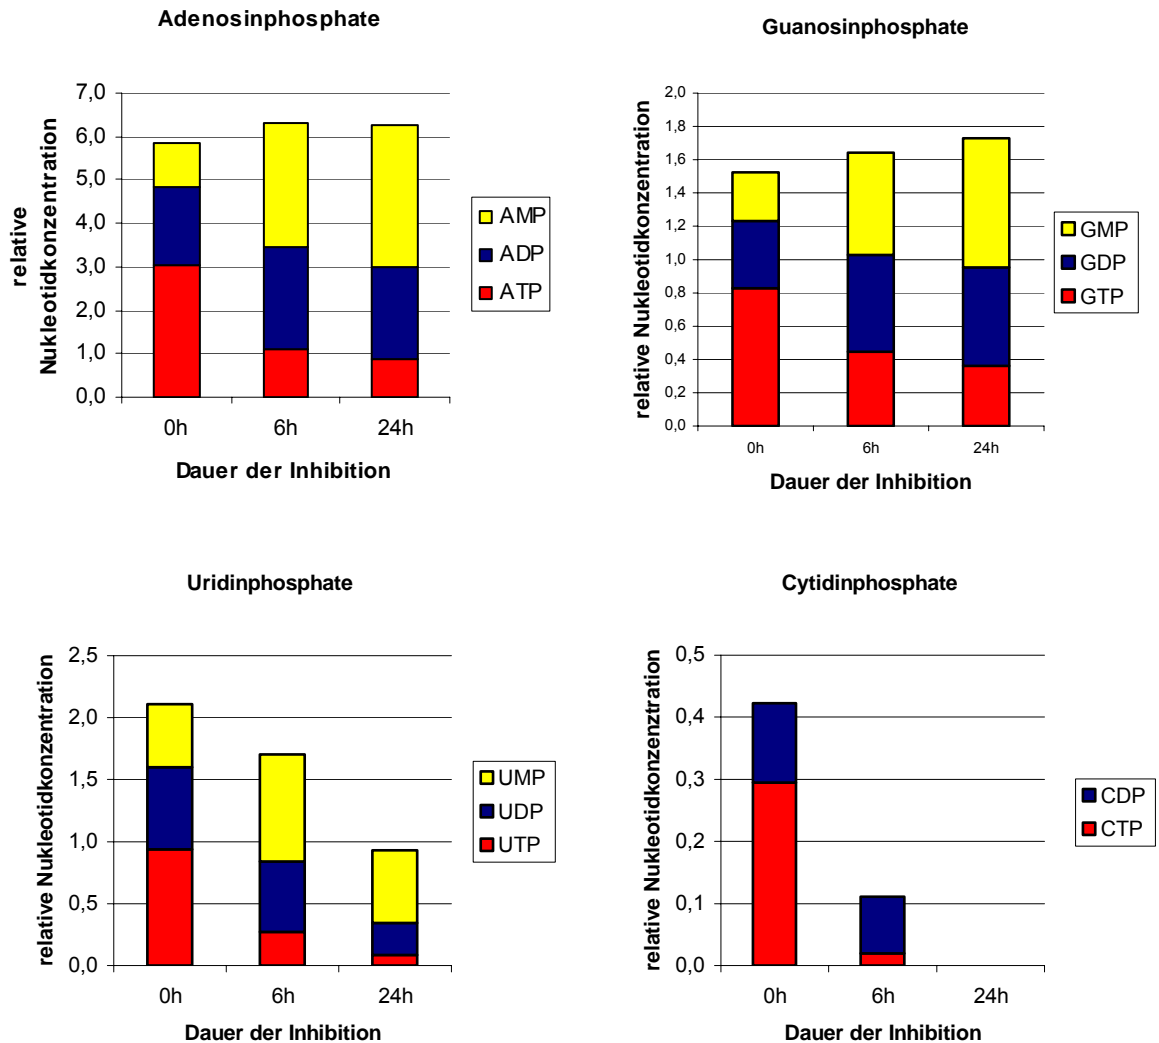 Adenosinphosphate
relative
Nukleotidkonzentration
7,0
6,0
5,0
4,0
3,0
2,0
1,0
0,0
0h
6h
24h
Dauer der Inhibition
AMP
ADP
ATP
Guanosinphosphate
relative Nukleotidkonzentration
2,0
1,8
1,6
1,4
1,2
1,0
0,8
0,6
0,4
0,2
0,0
0h
6h
24h
Dauer der Inhibition
GMP
GDP
GTP
Uridinphosphate
relative Nukleotidkonzentration
2,5
2,0
1,5
1,0
0,5
0,0
0h
6h
24h
Dauer der Inhibition
UMP
UDP
UTP
Cytidinphosphate
relative Nukleotidkonzenztration
0,5
0,4
0,3
0,2
0,1
0,0
0h
6h
24h
Dauer der Inhibition
CDP
CTP